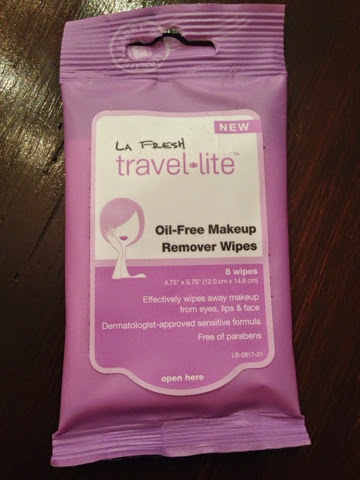 NEW
LA FRESH
travel•lite™
Oil-Free Makeup
Remover Wipes
8 wipes
4.75" x 5.75" (12.0 cm x 14.6 cm)
Effectively wipes away makeup
from eyes, lips & face
Dermatologist-approved sensitive formula
Free of parabens
LB-0817-21
open here